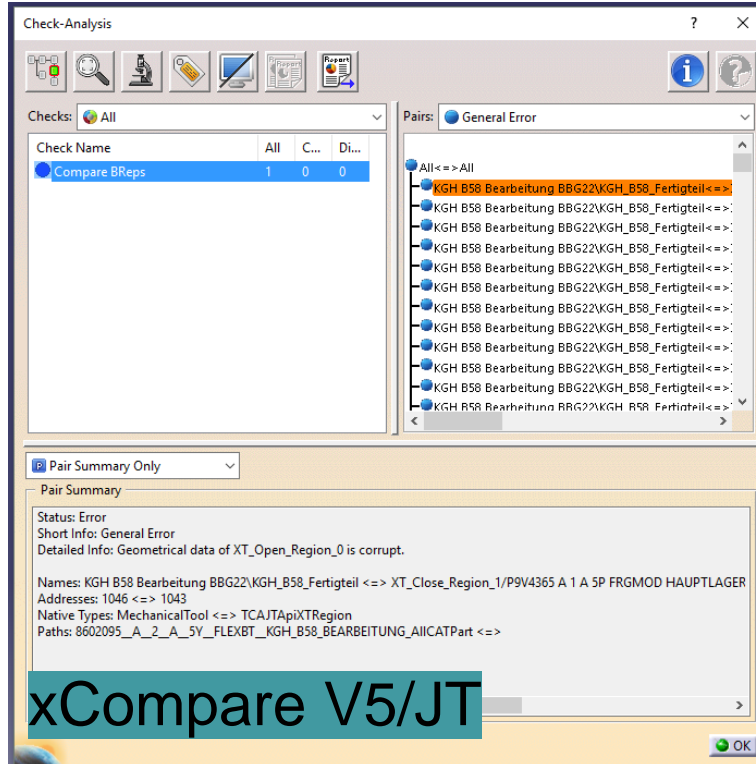 Check-Analysis
?
Report
Report
Checks: All
Pairs: General Error
Check Name All C... Di...
Compare BReps 1 0 0
All<=>All
KGH B58 Bearbeitung BBG22\KGH_B58_Fertigteil<=>
KGH B58 Bearbeitung BBG22\KGH_B58_Fertigteil<=>
KGH B58 Bearbeitung BBG22\KGH_B58_Fertigteil<=>
KGH B58 Bearbeitung BBG22\KGH_B58_Fertigteil<=>
KGH B58 Bearbeitung BBG22\KGH_B58_Fertigteil<=>
KGH B58 Bearbeitung BBG22\KGH_B58_Fertigteil<=>
KGH B58 Bearbeitung BBG22\KGH_B58_Fertigteil<=>
KGH B58 Bearbeitung BBG22\KGH_B58_Fertigteil<=>
KGH B58 Bearbeitung BBG22\KGH_B58_Fertigteil<=>
KGH B58 Bearbeitung BBG22\KGH_B58_Fertigteil<=>
KGH B58 Bearbeitung BBG22\KGH_B58_Fertigteil<=>
KGH B58 Bearbeitung BBG22\KGH_B58_Fertigteil<=>
P Pair Summary Only
Pair Summary
Status: Error
Short Info: General Error
Detailed Info: Geometrical data of XT_Open_Region_0 is corrupt.
Names: KGH B58 Bearbeitung BBG22\KGH_B58_Fertigteil <=> XT_Close_Region_1/P9V4365 A 1 A 5P FRGMOD HAUPTLAGER
Addresses: 1046 <=> 1043
Native Types: MechanicalTool <=> TCAJTApiXTRegion
Paths: 8602095__A__2__A__5Y__FLEXBT__KGH_B58_BEARBEITUNG_AllCATPart <=>
xCompare V5/JT
OK